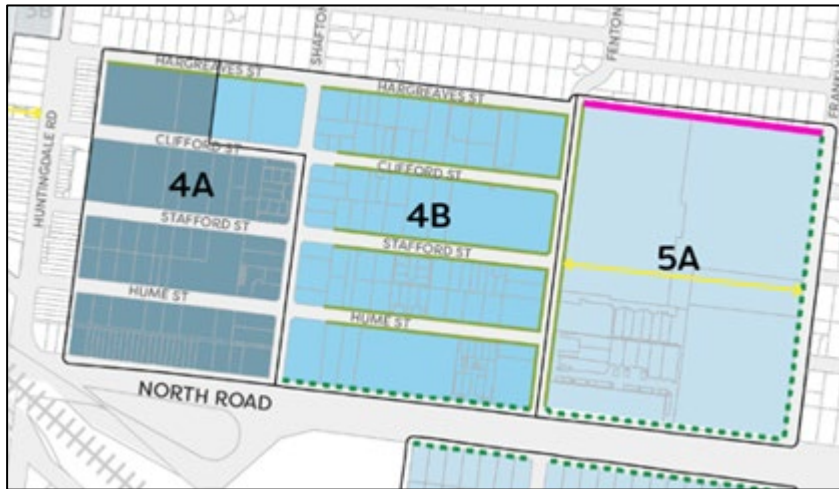 SHAFTO
FENTON
HARGREAVES ST
HARGREAVES ST
HUNTINGDALE RD
CLIFFORD ST
CLIFFORD ST
4A
4B
5A
STAFFORD ST
STAFFORD ST
HUME ST
HUME ST
NORTH ROAD